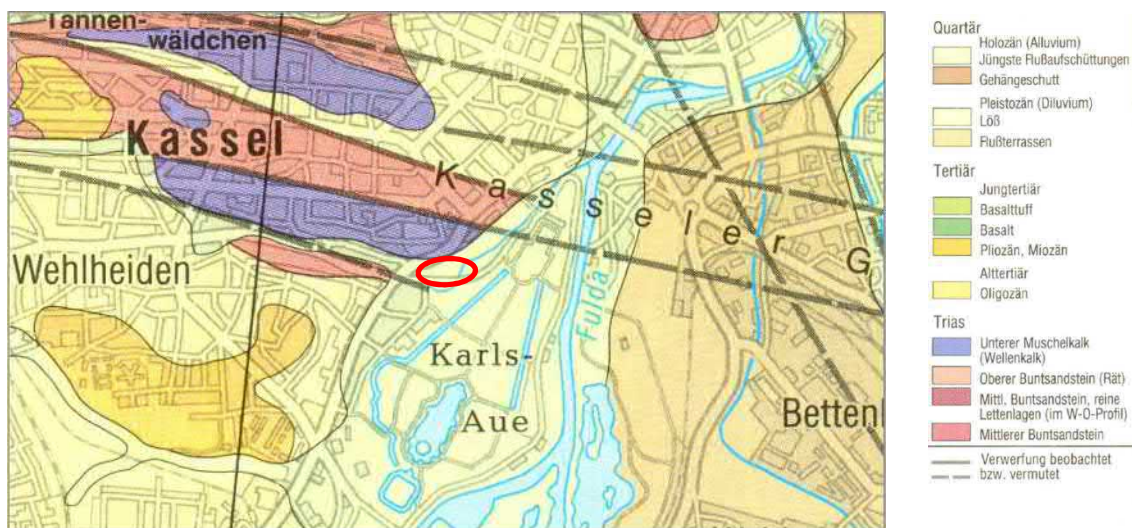 Tannen-
wäldchen
Kassel
Kasseler G
Wehlheiden
Fulda
Karls-
Aue
Betten
Quartär
Holozän (Alluvium)
Jüngste Flußaufschüttungen
Gehängeschutt
Pleistozän (Diluvium)
Löß
Flußterrassen
Tertiär
Jungtertiär
Basalttuff
Basalt
Pliozän, Miozän
Alttertiär
Oligozän
Trias
Unterer Muschelkalk
(Wellenkalk)
Oberer Buntsandstein (Rät)
Mittl. Buntsandstein, reine
Lettenlagen (im W-O-Profil)
Mittlerer Buntsandstein
Verwerfung beobachtet
bzw. vermutet